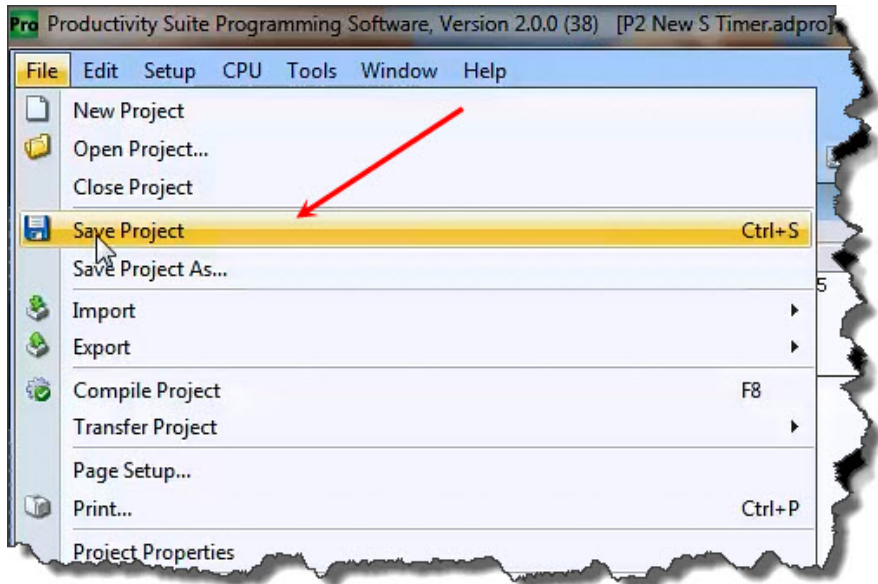 Pro Productivity Suite Programming Software, Version 2.0.0 (38) [P2 New S Timer.adpro]
File Edit Setup CPU Tools Window Help
New Project
Open Project...
Close Project
Save Project Ctrl+S
Save Project As...
5
Import
Export
Compile Project F8
Transfer Project
Page Setup...
Print... Ctrl+P
Project Properties